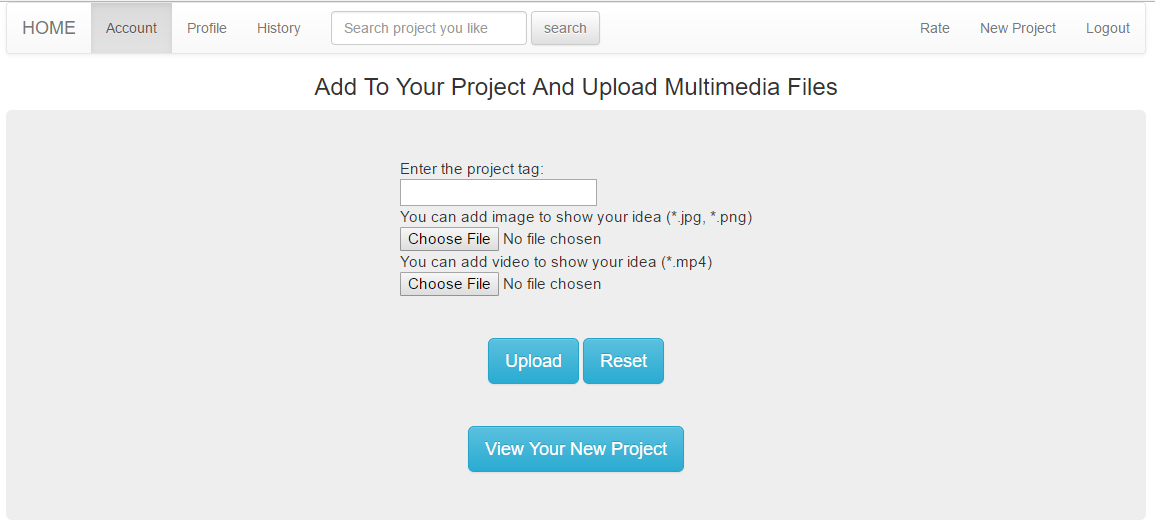 HOME Account Profile History Search project you like search Rate New Project Logout
Add To Your Project And Upload Multimedia Files
Enter the project tag:
You can add image to show your idea (*.jpg, *.png)
Choose File No file chosen
You can add video to show your idea (*.mp4)
Choose File No file chosen
Upload Reset
View Your New Project